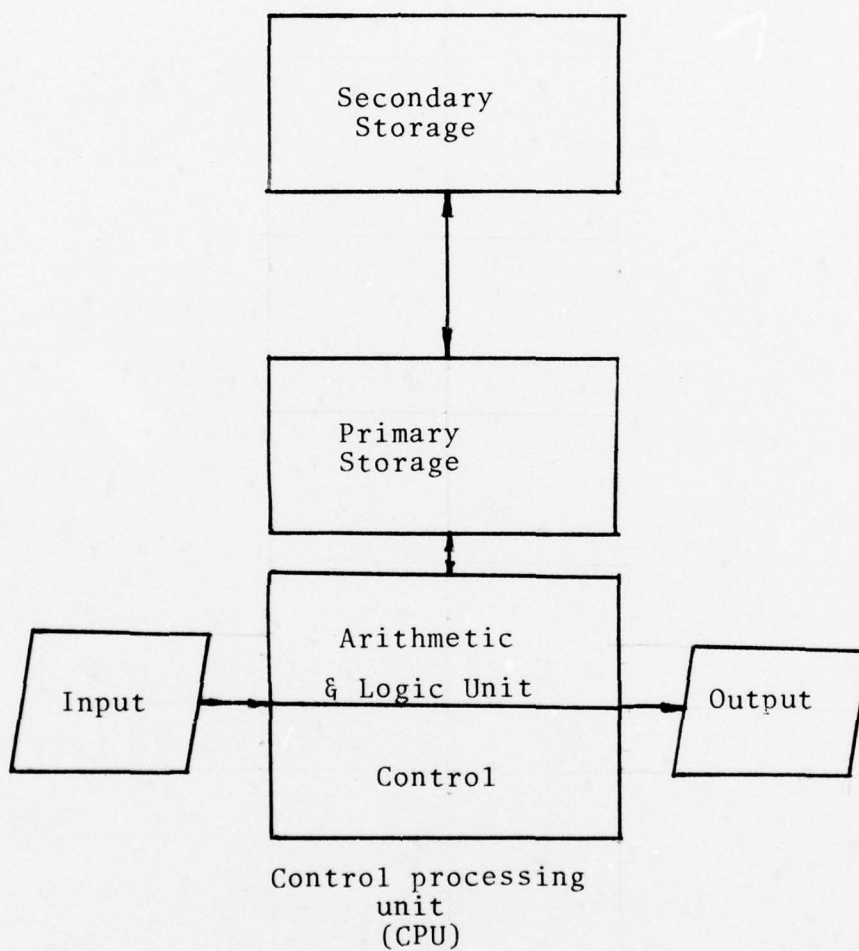 Secondary
Storage
Primary
Storage
Arithmetic
& Logic Unit
Input
Output
Control
Control processing
unit
(CPU)